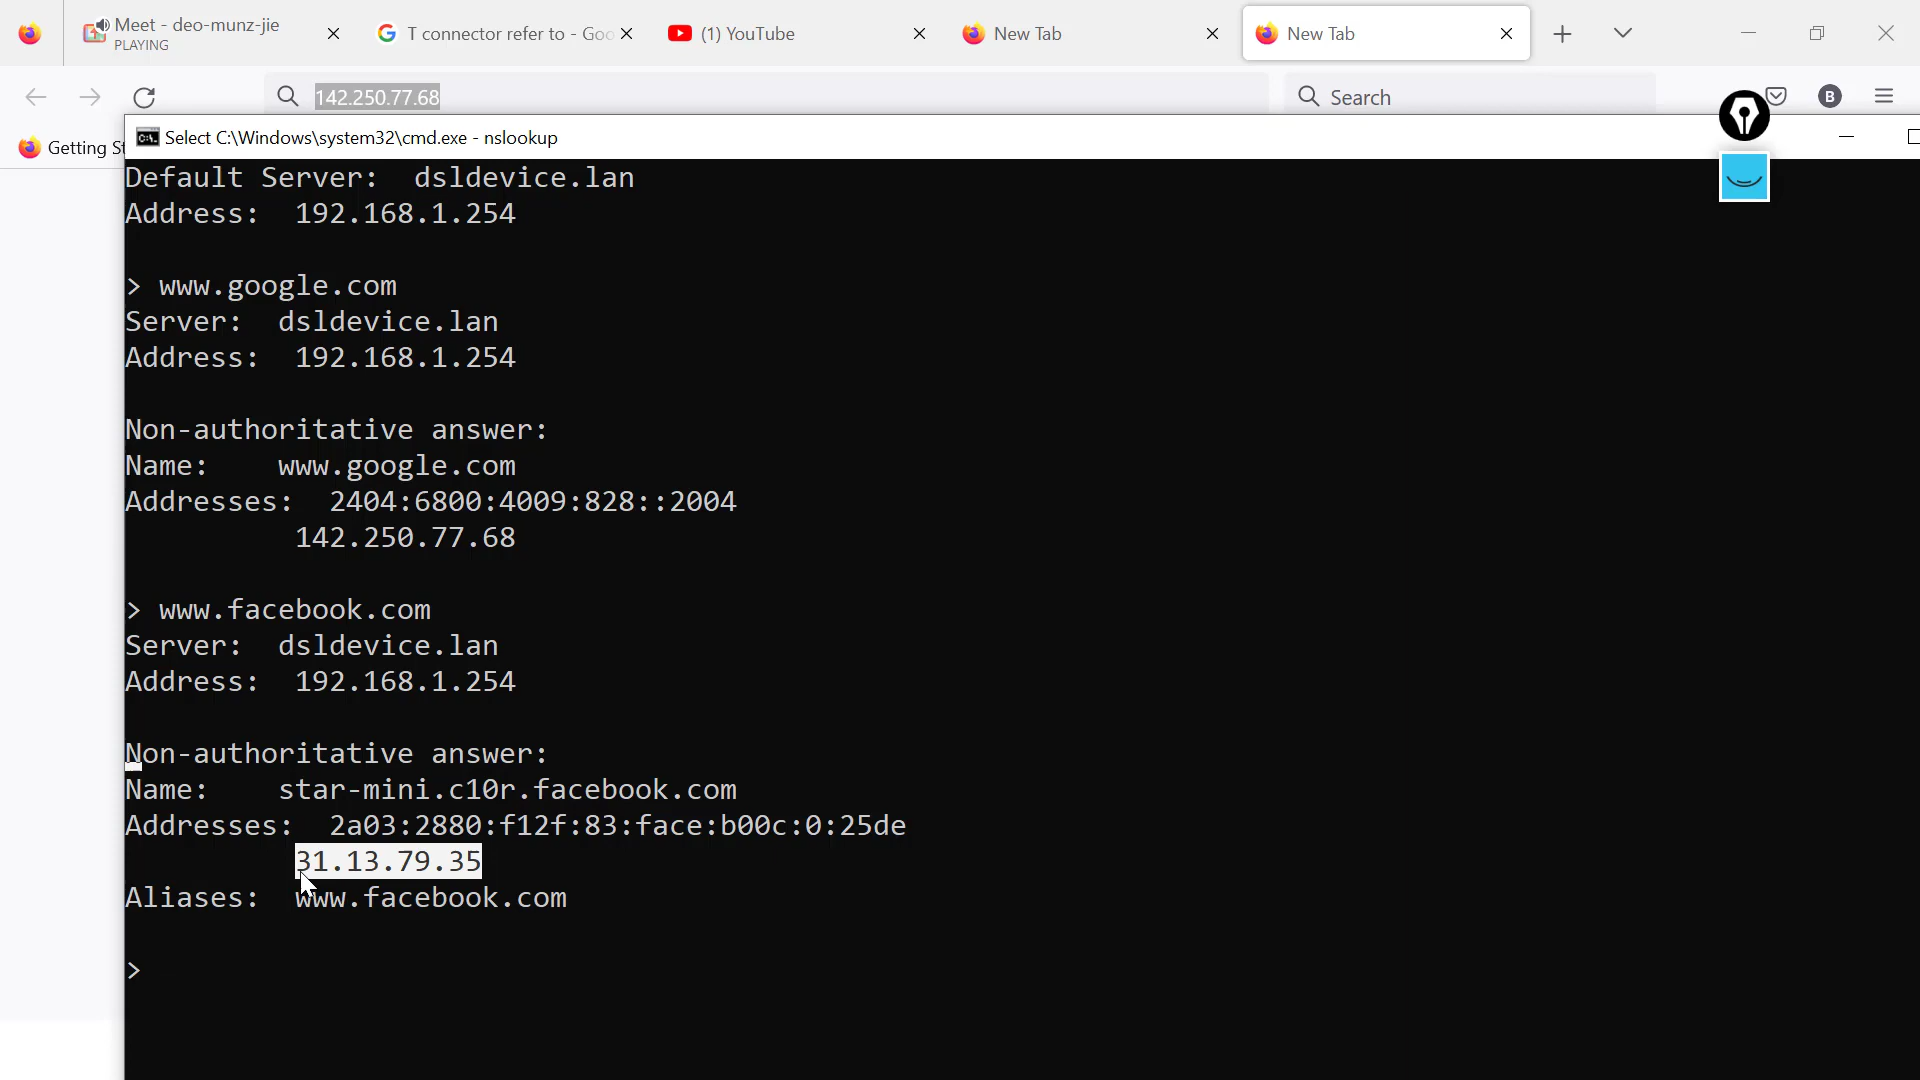 Meet - deo-munz-jie
PLAYING
T connector refer to - Goo
(1) YouTube
New Tab
New Tab
142.250.77.68
Search
B
Getting St
Select C:\Windows\system32\cmd.exe - nslookup
Default Server:  dsldevice.lan
Address:  192.168.1.254
> www.google.com
Server:  dsldevice.lan
Address:  192.168.1.254
Non-authoritative answer:
Name:    www.google.com
Addresses:  2404:6800:4009:828::2004
142.250.77.68
> www.facebook.com
Server:  dsldevice.lan
Address:  192.168.1.254
Non-authoritative answer:
Name:    star-mini.c10r.facebook.com
Addresses:  2a03:2880:f12f:83:face:b00c:0:25de
31.13.79.35
Aliases:  www.facebook.com
>